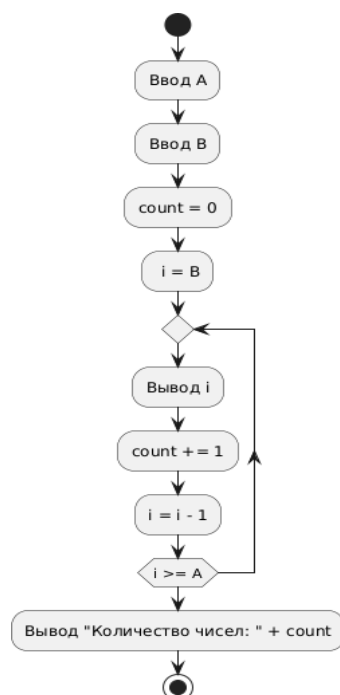 Ввод A
Ввод B
count = 0
i = B
Вывод i
count += 1
i = i - 1
i >= A
Вывод "Количество чисел: " + count